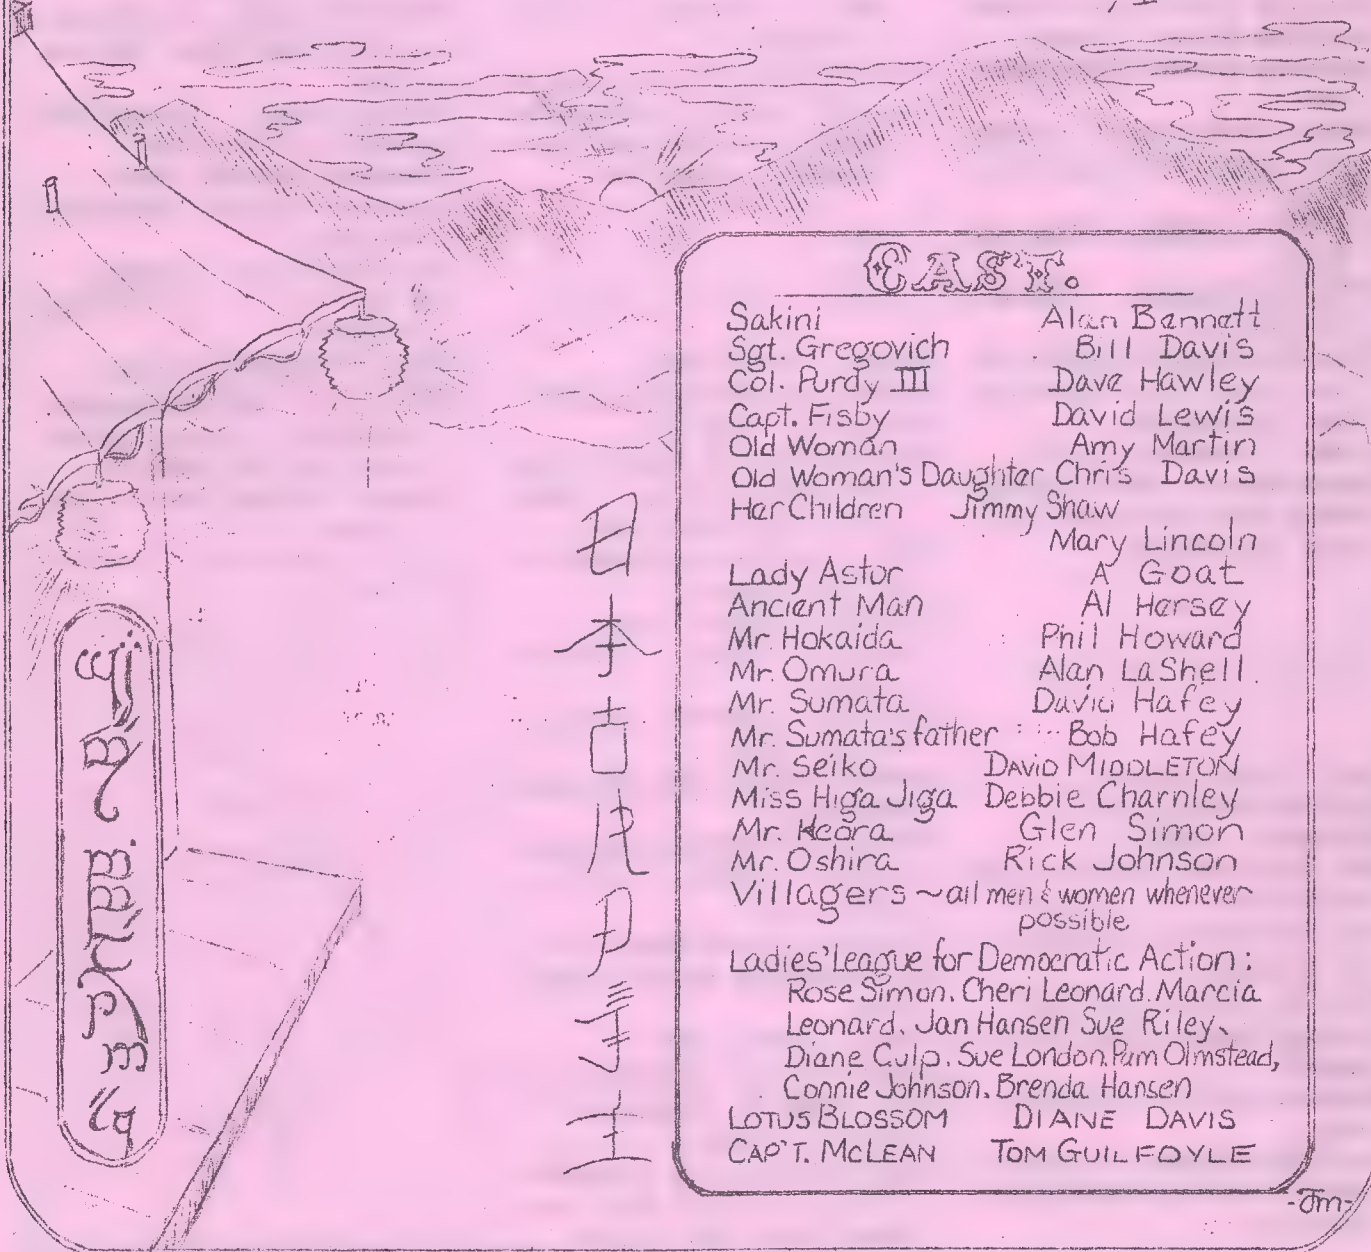 CAST.
Sakini Alan Bennett
Sgt. Gregovich Bill Davis
Col. Purdy III Dave Hawley
Capt. Fisby David Lewis
Old Woman Amy Martin
Old Woman's Daughter Chris Davis
Her Children Jimmy Shaw
Mary Lincoln
Lady Astor A Goat
Ancient Man Al Hersey
Mr. Hokaida Phil Howard
Mr. Omura Alan LaShell
Mr. Sumata David Hafey
Mr. Sumata's father Bob Hafey
Mr. Seiko DAVID MIDDLETON
Miss Higa Jiga Debbie Charnley
Mr. Keora Glen Simon
Mr. Oshira Rick Johnson
Villagers ~ all men & women whenever
possible
Ladies' League for Democratic Action:
Rose Simon. Cheri Leonard. Marcia
Leonard. Jan Hansen Sue Riley.
Diane Culp. Sue London. Pam Olmstead,
Connie Johnson. Brenda Hansen
LOTUS BLOSSOM DIANE DAVIS
CAP'T. MCLEAN TOM GUILFOYLE
-Jm-
日
本
古